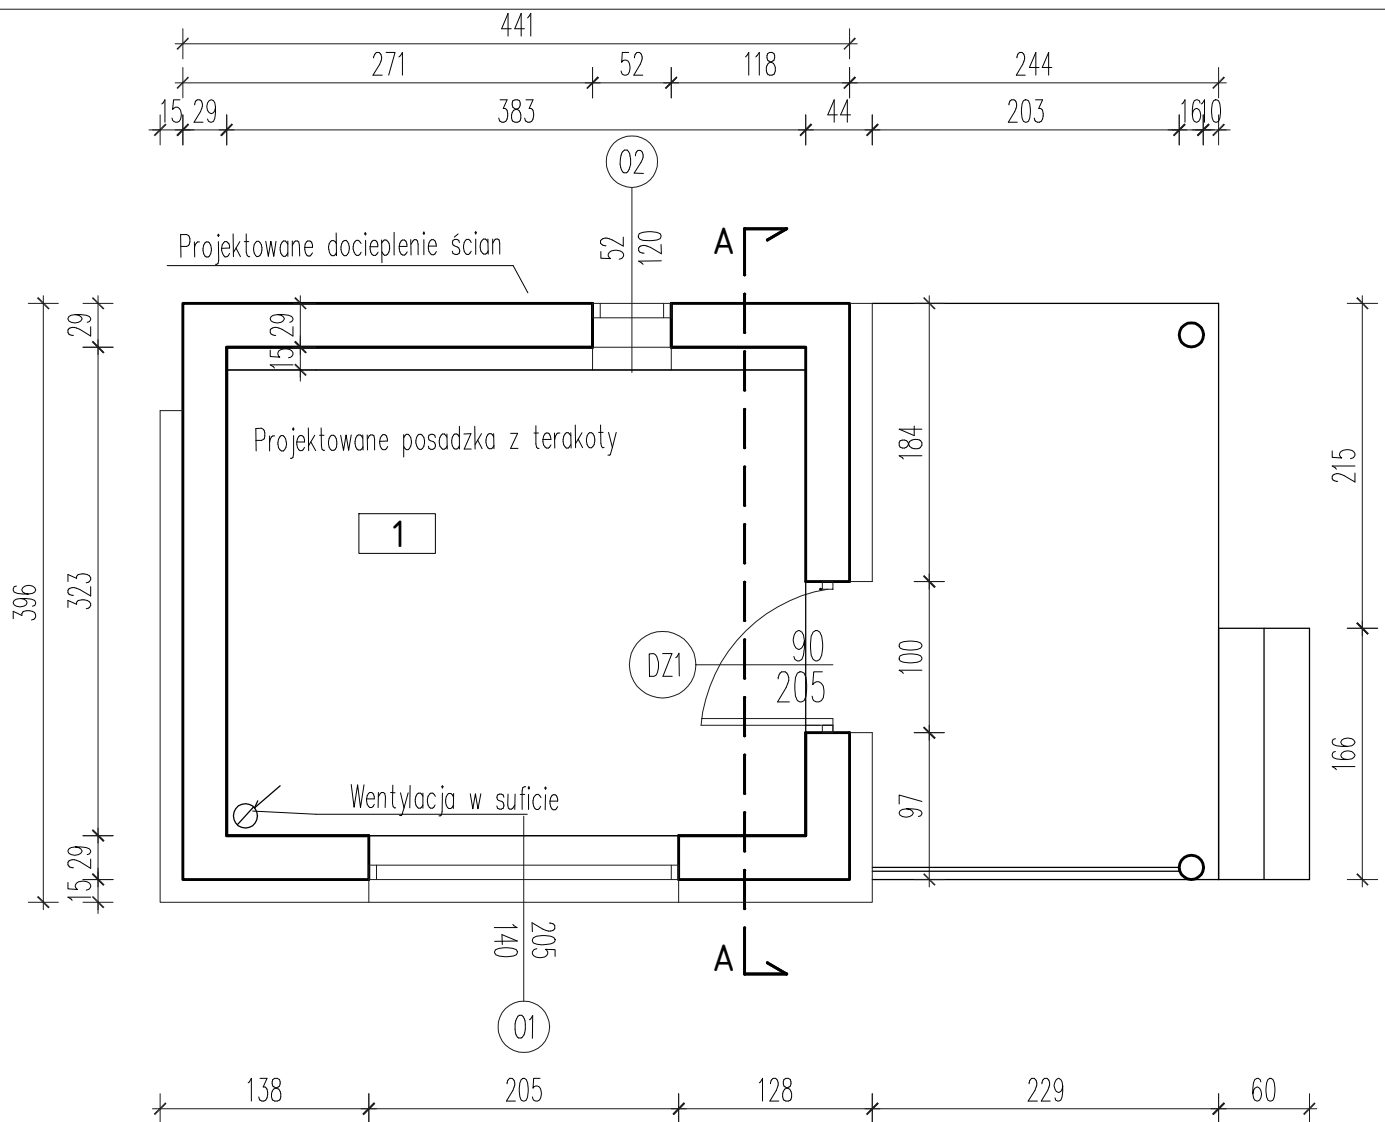 441
271 52 118 244
15 29 383 44 203 16 10
O2
52
120
A
Projektowane docieplenie ścian
29
29
15
Projektowane posadzka z terakoty
184
215
1
396
323
DZ1
90
205
100
166
Wentylacja w suficie
97
29
15
205
140
A
O1
138 205 128 229 60